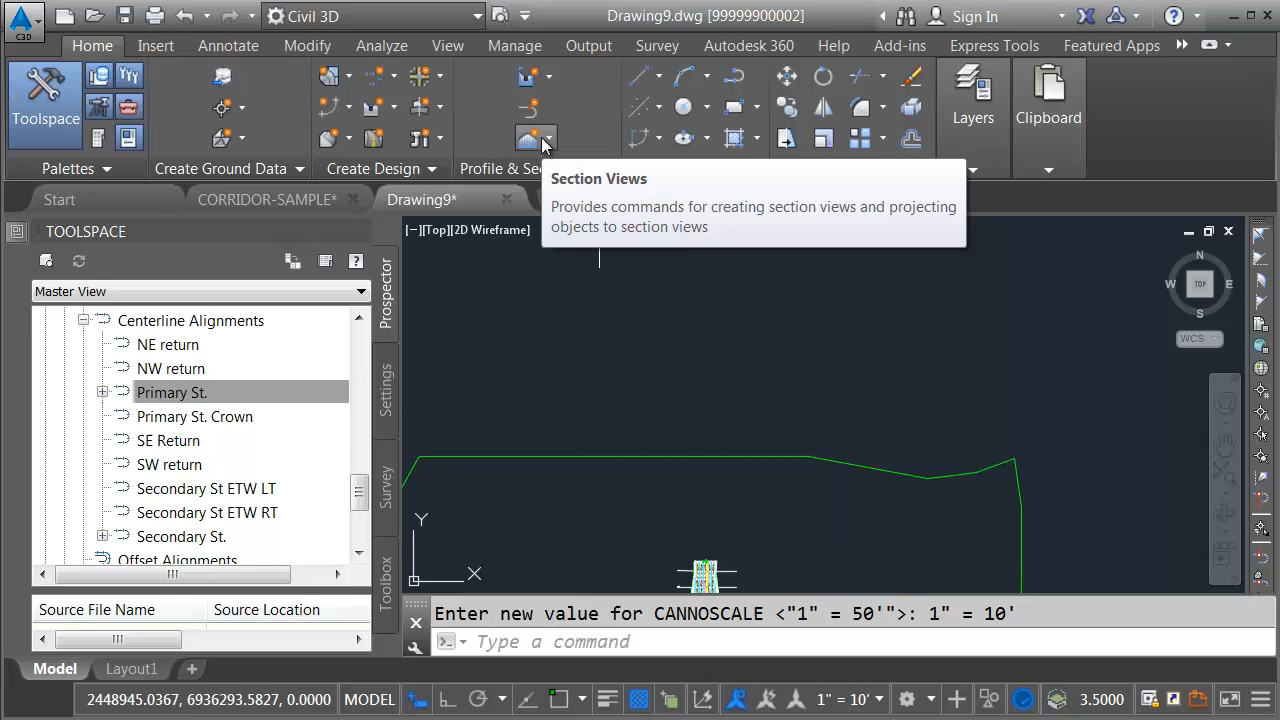 Civil 3D
Drawing9.dwg [99999900002]
Sign In
C3D
Home
Insert
Annotate
Modify
Analyze
View
Manage
Output
Survey
Autodesk 360
Help
Add-ins
Express Tools
Featured Apps
Toolspace
Layers
Clipboard
Palettes
Create Ground Data
Create Design
Profile & Se
Section Views
Provides commands for creating section views and projecting
objects to section views
Start
CORRIDOR-SAMPLE*
Drawing9*
TOOLSPACE
[−][Top][2D Wireframe]
Master View
Prospector
Settings
Survey
Toolbox
Centerline Alignments
NE return
NW return
Primary St.
Primary St. Crown
SE Return
SW return
Secondary St ETW LT
Secondary St ETW RT
Secondary St.
Offset Alignments
Source File Name
Source Location
N
W
TOP
E
S
WCS
Y
X
Enter new value for CANNOSCALE <"1" = 50'">: 1" = 10'
Type a command
Model
Layout1
2448945.0367, 6936293.5827, 0.0000
MODEL
1" = 10'
3.5000